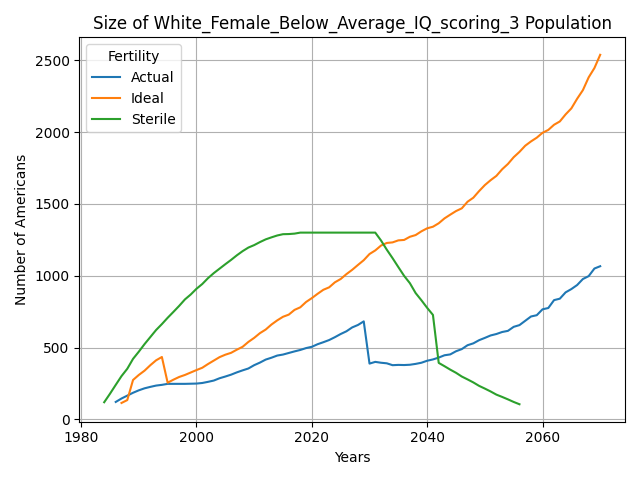 Size of White_Female_Below_Average_IQ_scoring_3 Population
Fertility
Actual
Ideal
Sterile
Number of Americans
2500
2000
1500
1000
500
0
1980
2000
2020
2040
2060
Years